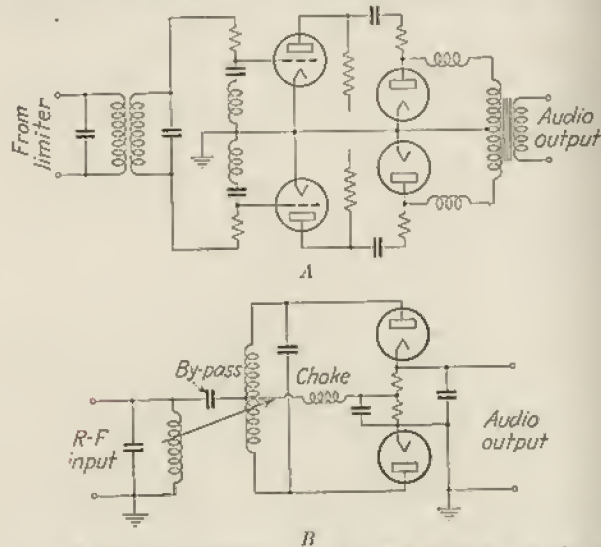 From
limiter
Audio
output
A
By-pass
Choke
R-F
input
Audio
output
B